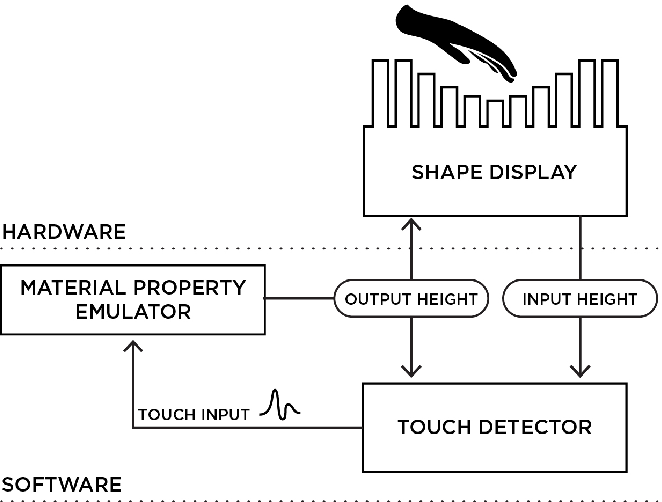 SHAPE DISPLAY
HARDWARE
MATERIAL PROPERTY
EMULATOR
OUTPUT HEIGHT
INPUT HEIGHT
TOUCH INPUT
TOUCH DETECTOR
SOFTWARE